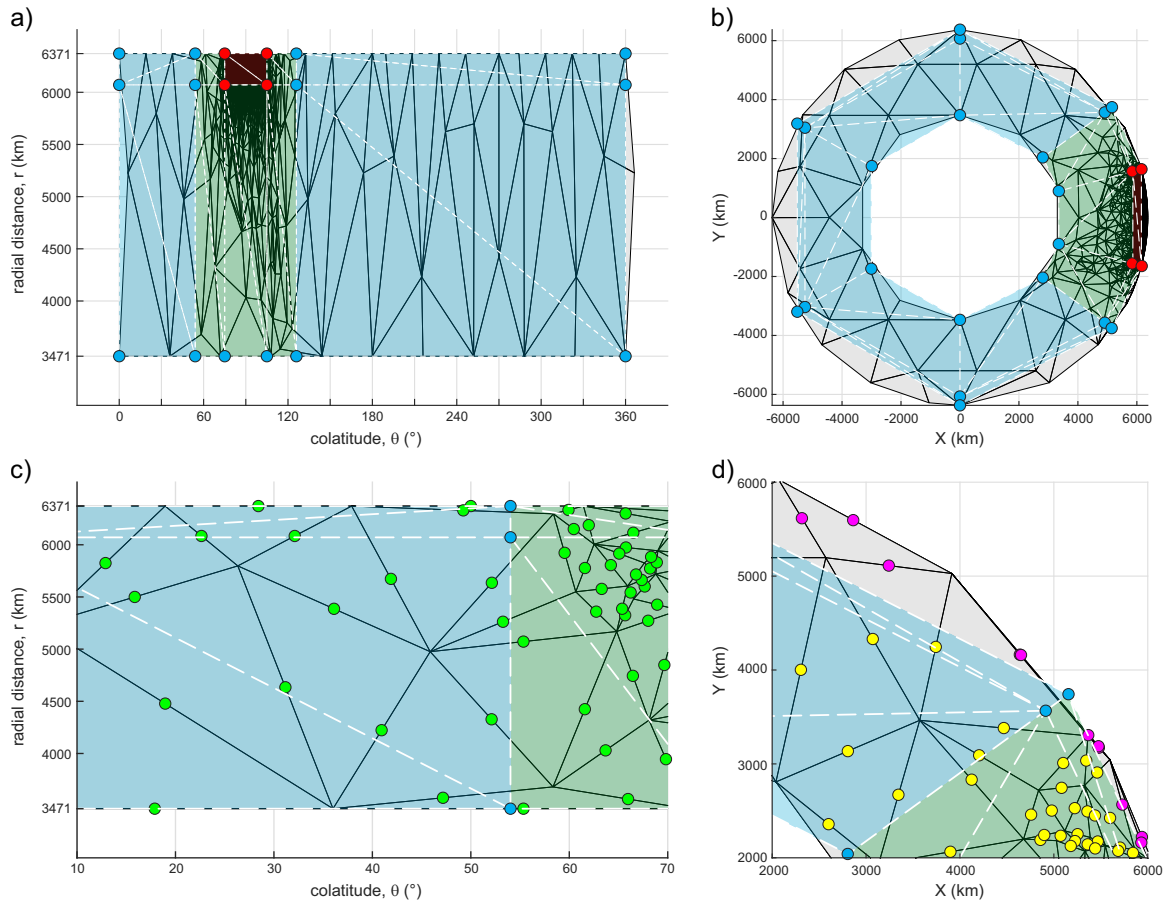 a)
6371
6000
5000
4500
4000
3471
radial distance, r (km)
0 60 120 180 240 300 360
colatitude, θ (°)
b)
6000
4000
2000
0
-2000
-4000
-6000
Y (km)
-6000 -4000 -2000 0 2000 4000 6000
X (km)
c)
6371
6000
5500
5000
4500
4000
3471
radial distance, r (km)
10 20 30 40 50 60 70
colatitude, θ (°)
d)
6000
5000
4000
3000
2000
Y (km)
2000 3000 4000 5000 6000
X (km)